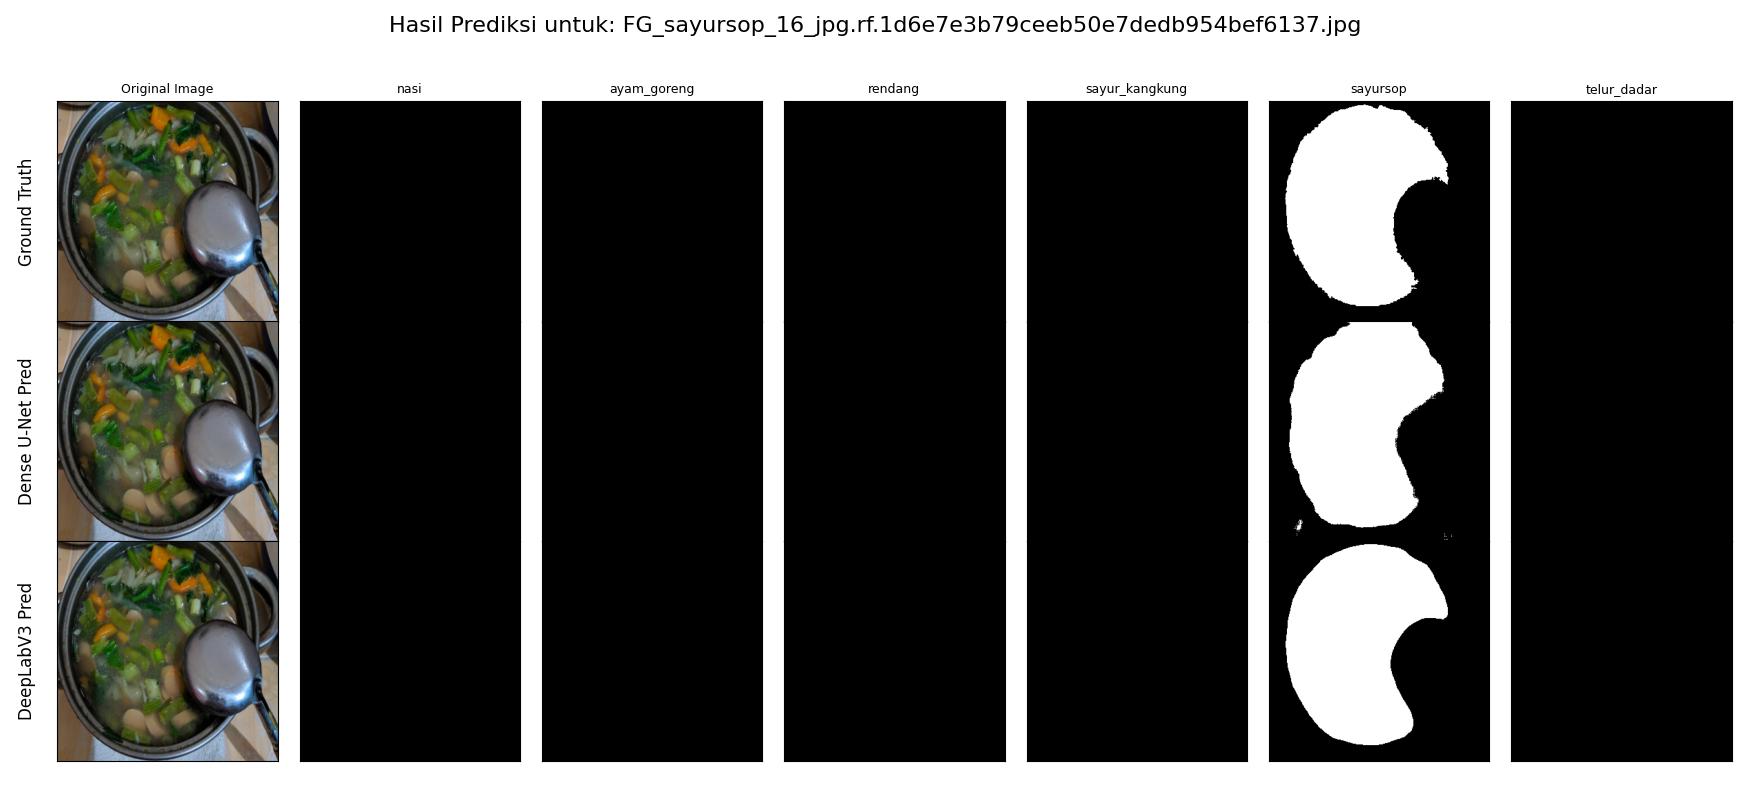 Hasil Prediksi untuk: FG_sayursop_16_jpg.rf.1d6e7e3b79ceeb50e7dedb954bef6137.jpg
Original Image
nasi
ayam_goreng
rendang
sayur_kangkung
sayursop
telur_dadar
Ground Truth
Dense U-Net Pred
DeepLabV3 Pred